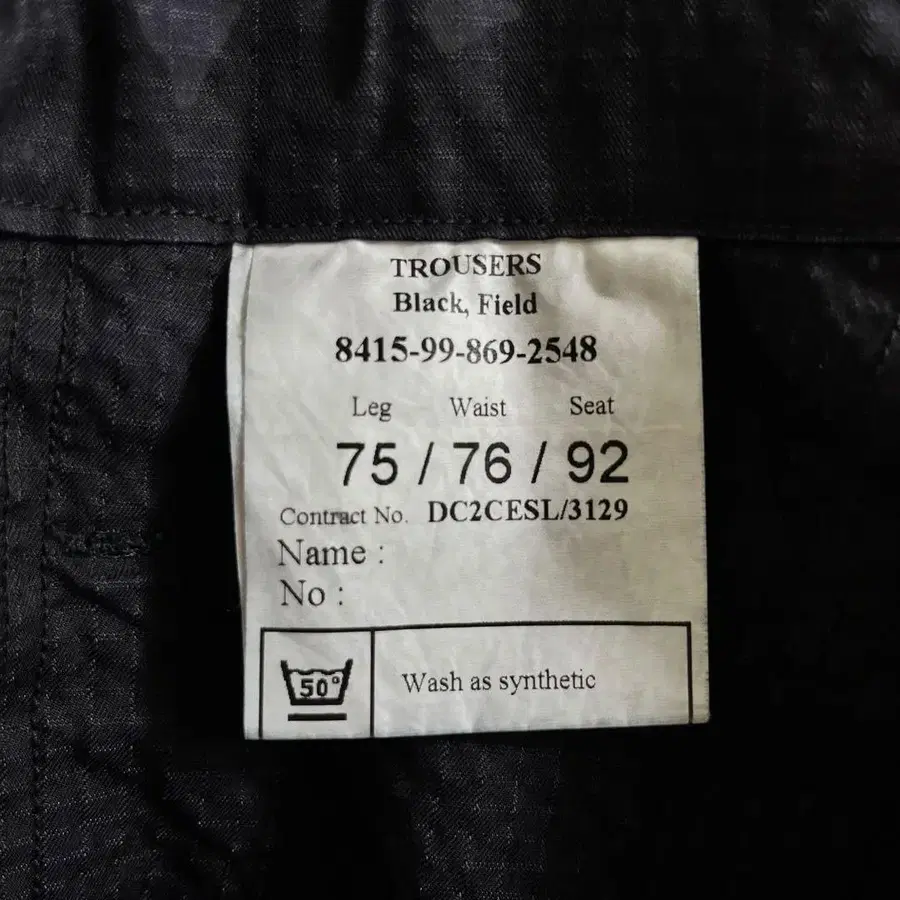 TROUSERS
Black, Field
8415-99-869-2548
Leg Waist Seat
75 / 76 / 92
Contract No. DC2CESL/3129
Name :
No :
50°
Wash as synthetic